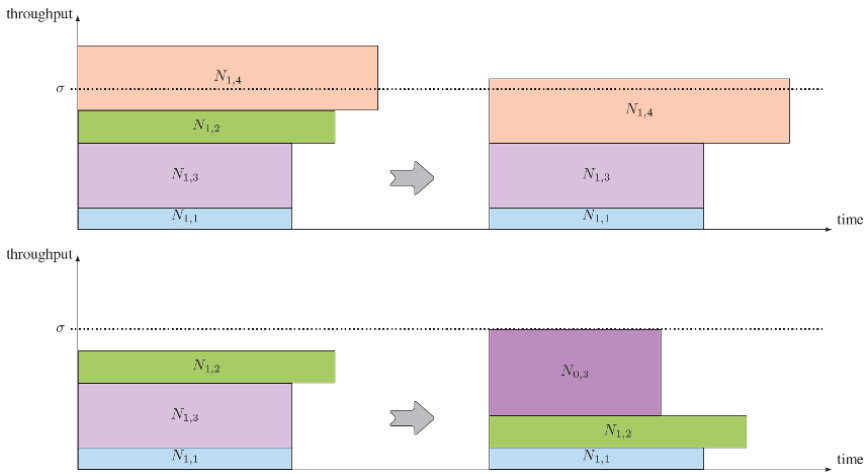 throughput
N1,4
σ
N1,4
N1,2
N1,3
N1,3
N1,1
N1,1
time
throughput
σ
N1,2
N0,3
N1,3
N1,2
N1,1
N1,1
time